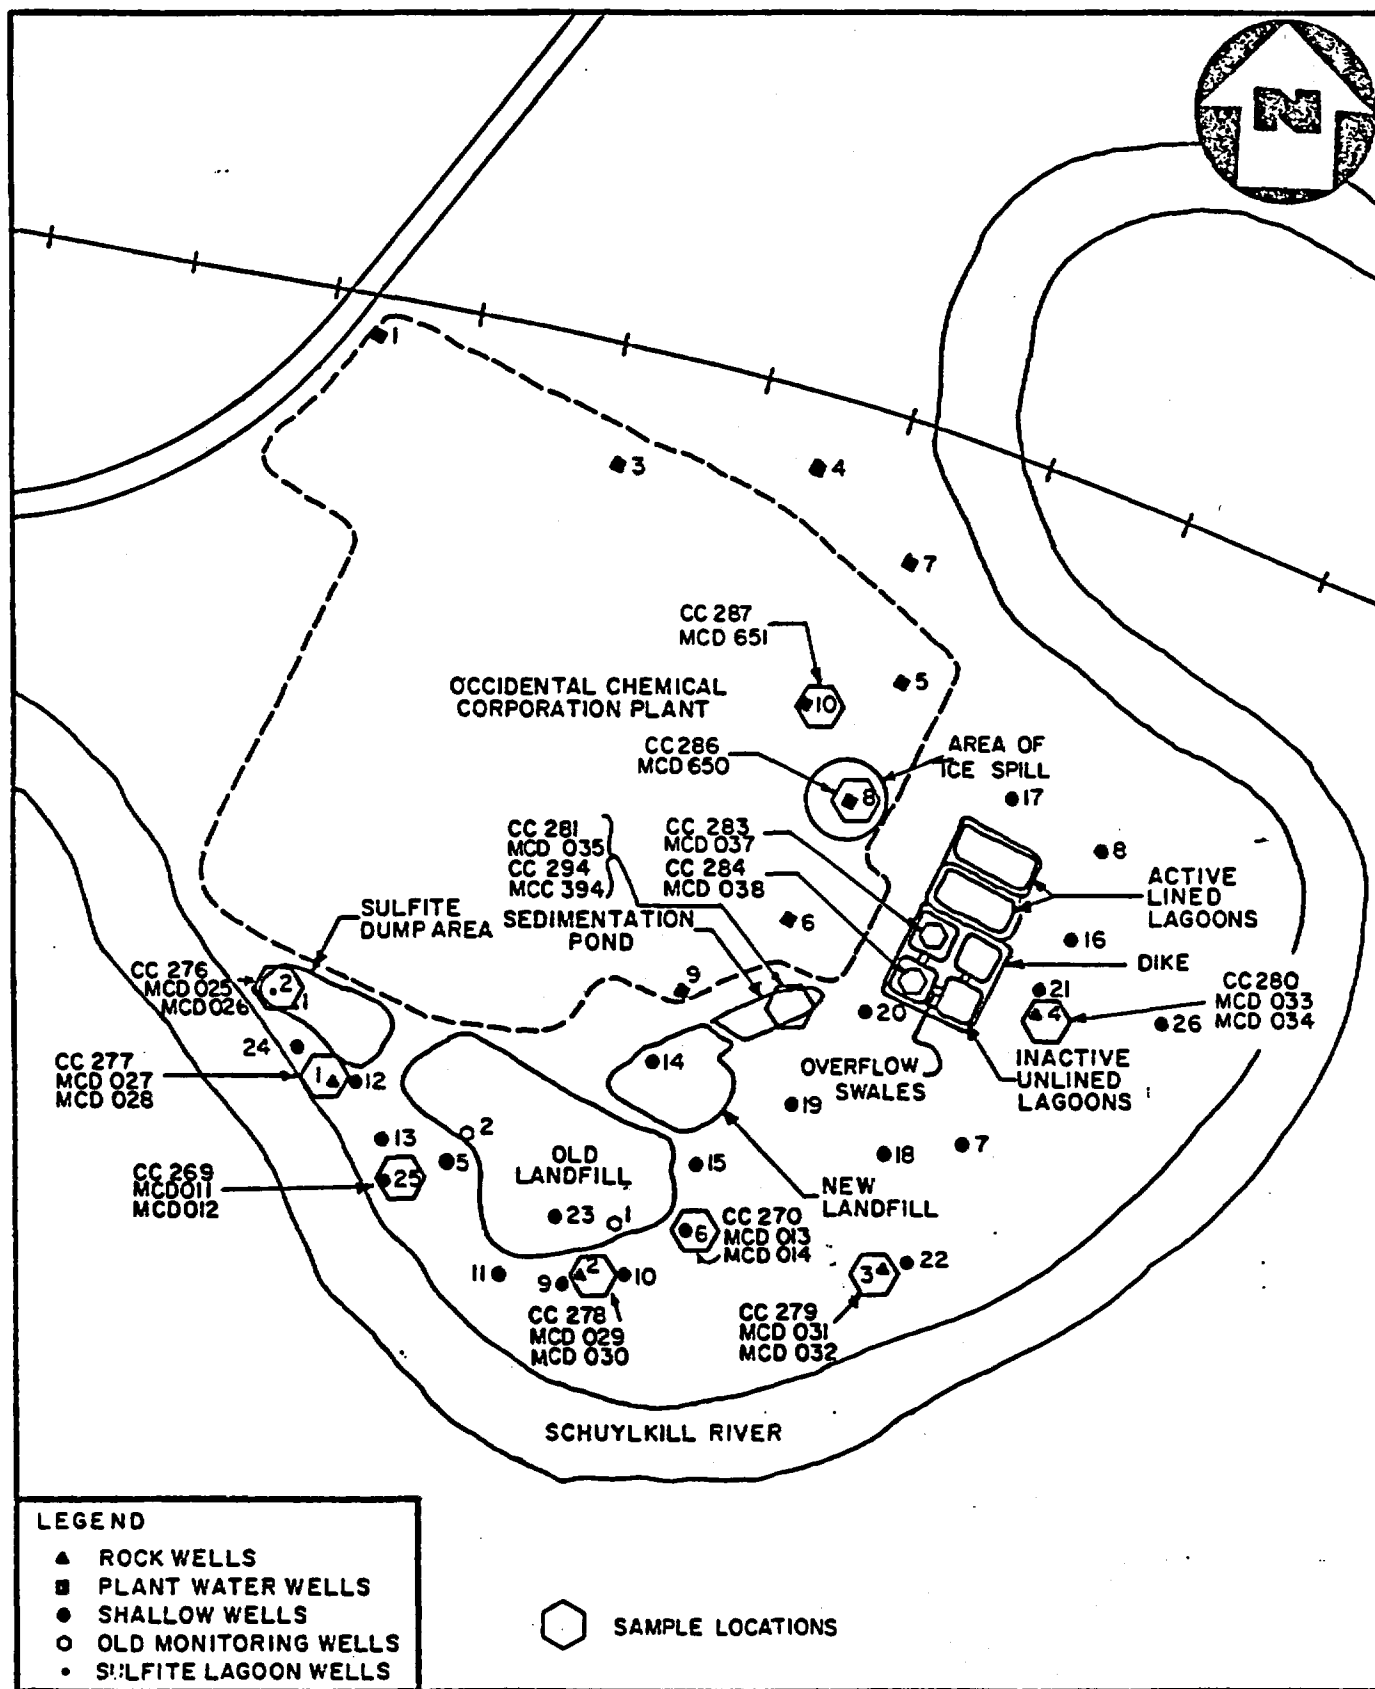 N
1
3
4
7
CC 287
MCD 651
5
10
OCCIDENTAL CHEMICAL
CORPORATION PLANT
CC 286
MCD 650
AREA OF
ICE SPILL
8
17
CC 281
MCD 035
CC 294
MCC 394
CC 283
MCD 037
CC 284
MCD 038
8
ACTIVE
LINED
LAGOONS
SULFITE
DUMP AREA
SEDIMENTATION
POND
6
16
DIKE
CC 276
MCD 025
MCD 026
2
1
9
20
21
4
CC 280
MCD 033
MCD 034
26
24
CC 277
MCD 027
MCD 028
1
12
14
OVERFLOW
SWALES
INACTIVE
UNLINED
LAGOONS
19
13
2
5
OLD
LANDFILL
15
18
7
CC 269
MCD011
MCD012
25
NEW
LANDFILL
23
1
6
CC 270
MCD 013
MCD 014
11
9
2
10
3
22
CC 278
MCD 029
MCD 030
CC 279
MCD 031
MCD 032
SCHUYLKILL RIVER
LEGEND
ROCK WELLS
PLANT WATER WELLS
SHALLOW WELLS
OLD MONITORING WELLS
SULFITE LAGOON WELLS
SAMPLE LOCATIONS